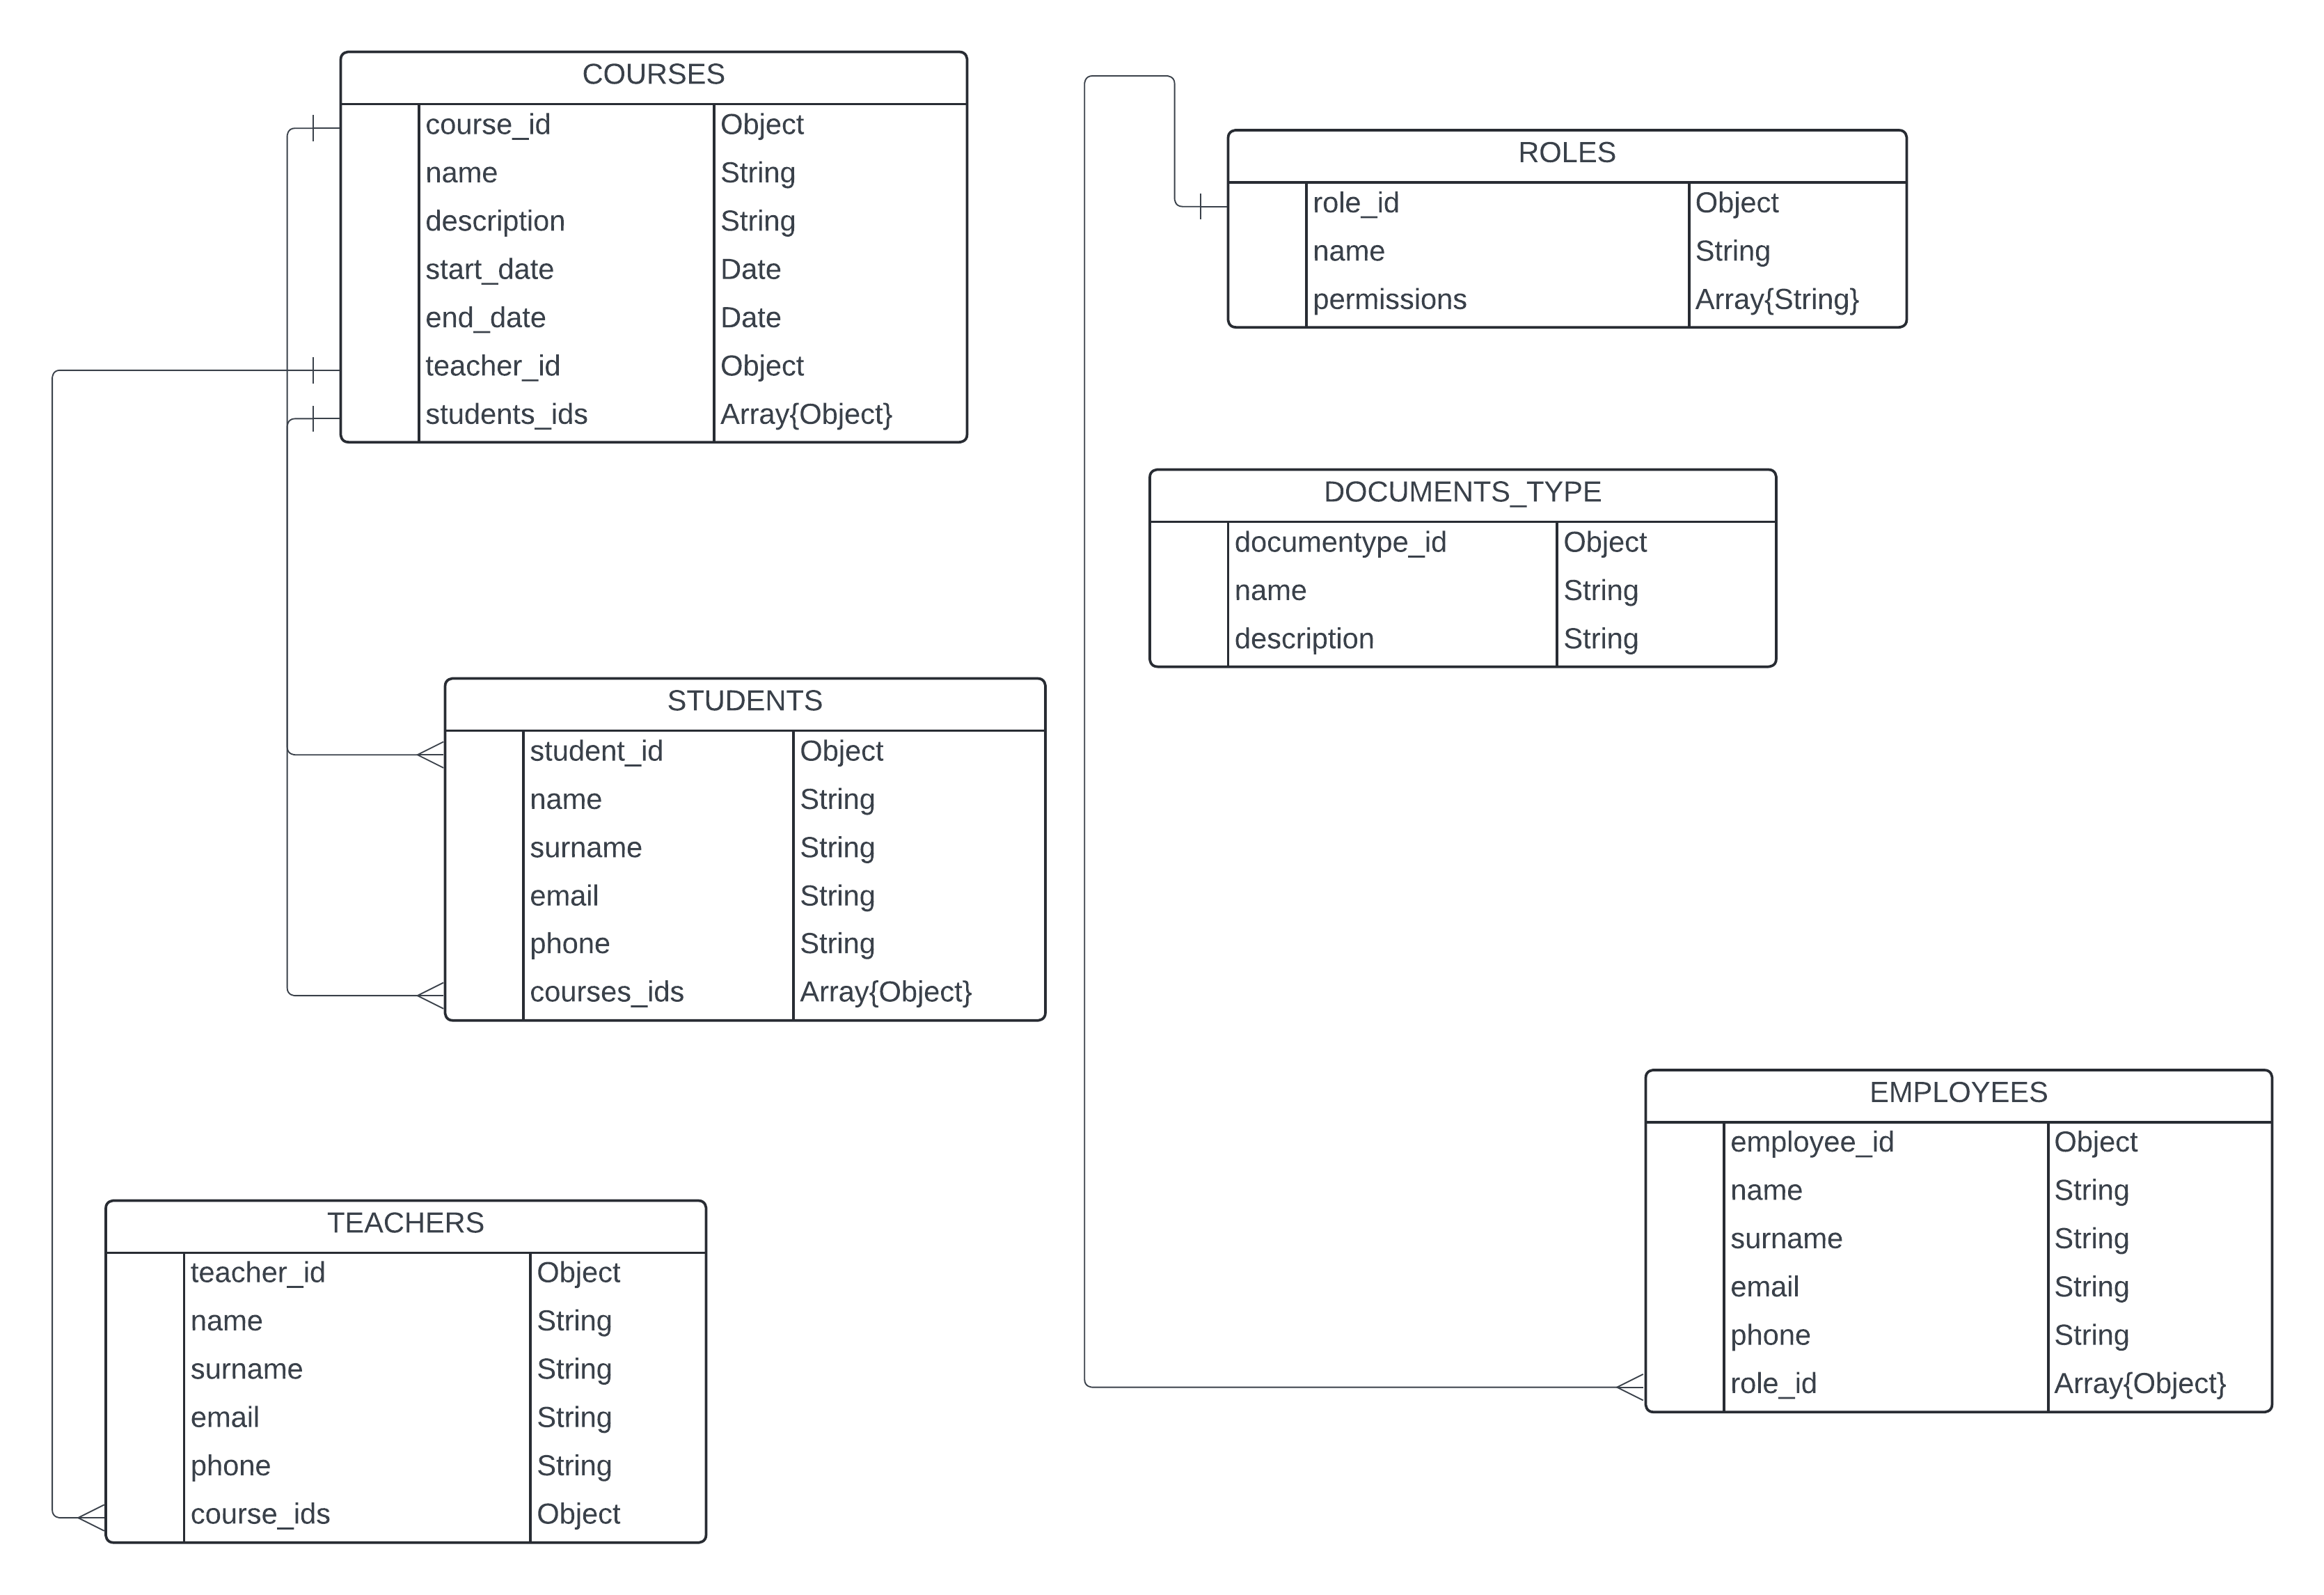 COURSES
course_id Object
name String
description String
start_date Date
end_date Date
teacher_id Object
students_ids Array{Object}
ROLES
role_id Object
name String
permissions Array{String}
DOCUMENTS_TYPE
documentype_id Object
name String
description String
STUDENTS
student_id Object
name String
surname String
email String
phone String
courses_ids Array{Object}
EMPLOYEES
employee_id Object
name String
surname String
email String
phone String
role_id Array{Object}
TEACHERS
teacher_id Object
name String
surname String
email String
phone String
course_ids Object